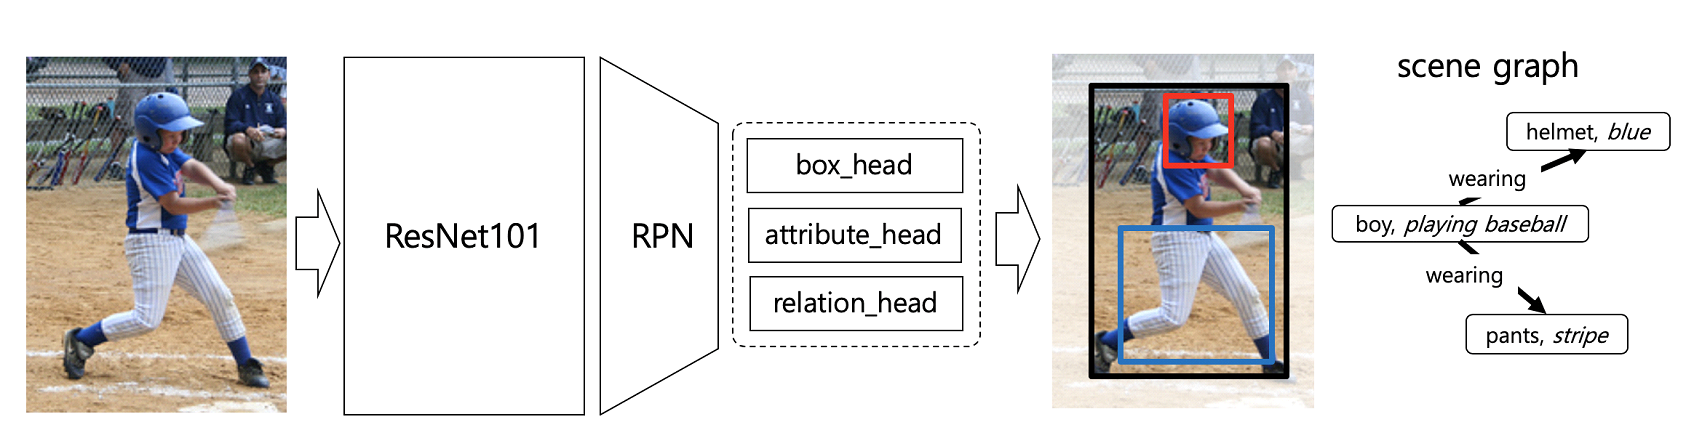 ResNet101
RPN
box_head
attribute_head
relation_head
scene graph
helmet, blue
wearing
boy, playing baseball
wearing
pants, stripe